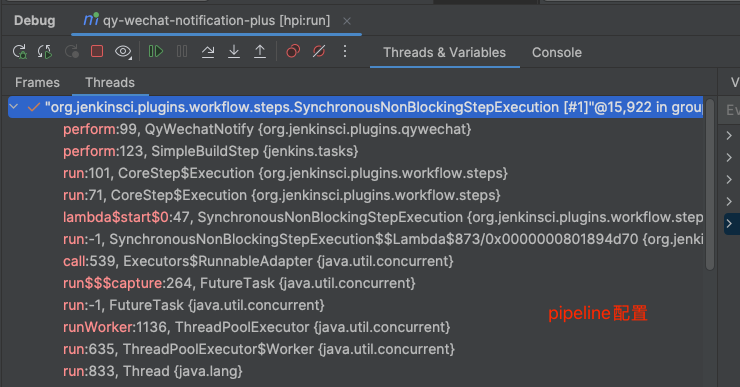 Debug qy-wechat-notification-plus [hpi:run]
Threads & Variables Console
Frames Threads V
"org.jenkinsci.plugins.workflow.steps.SynchronousNonBlockingStepExecution [#1]"@15,922 in grou
Ev
perform:99, QyWechatNotify {org.jenkinsci.plugins.qywechat}
perform:123, SimpleBuildStep {jenkins.tasks}
run:101, CoreStep$Execution {org.jenkinsci.plugins.workflow.steps}
run:71, CoreStep$Execution {org.jenkinsci.plugins.workflow.steps}
lambda$start$0:47, SynchronousNonBlockingStepExecution {org.jenkinsci.plugins.workflow.step
run:-1, SynchronousNonBlockingStepExecution$$Lambda$873/0x0000000801894d70 {org.jenki
call:539, Executors$RunnableAdapter {java.util.concurrent}
run$$$capture:264, FutureTask {java.util.concurrent}
run:-1, FutureTask {java.util.concurrent}
runWorker:1136, ThreadPoolExecutor {java.util.concurrent}
run:635, ThreadPoolExecutor$Worker {java.util.concurrent}
run:833, Thread {java.lang}
pipeline配置